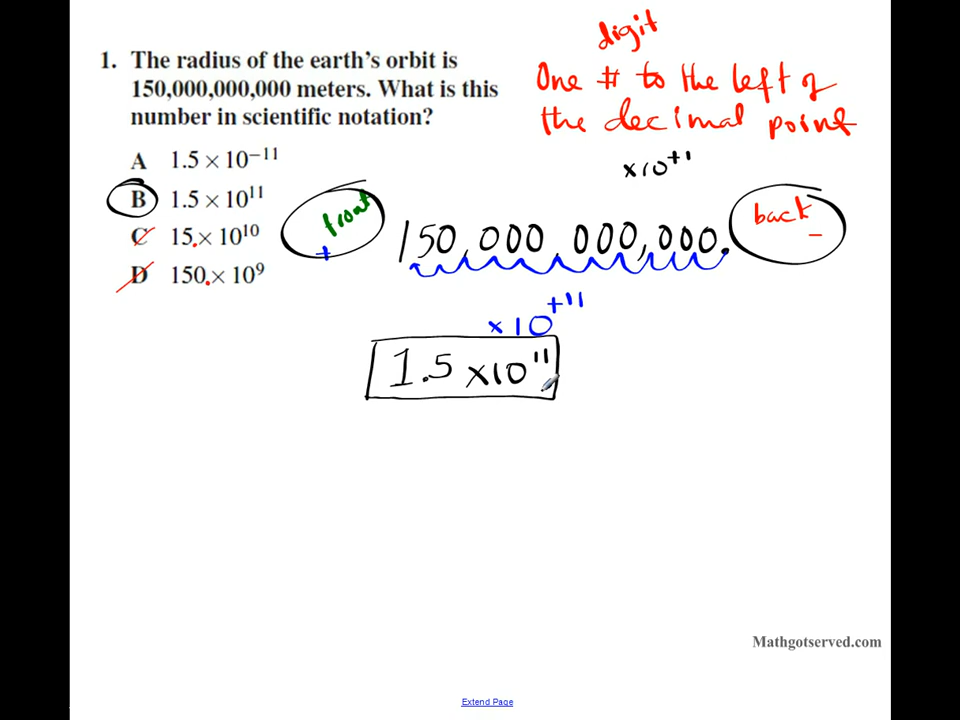 digit
1. The radius of the earth's orbit is
150,000,000,000 meters. What is this
number in scientific notation?
One # to the left of
the decimal point
A 1.5 × 10⁻¹¹
×10⁺¹¹
B 1.5 × 10¹¹
front
back
C 15. × 10¹⁰
+
150,000,000,000.
−
D 150. × 10⁹
×10⁺¹¹
1.5 ×10¹¹
Mathgotserved.com
Extend Page